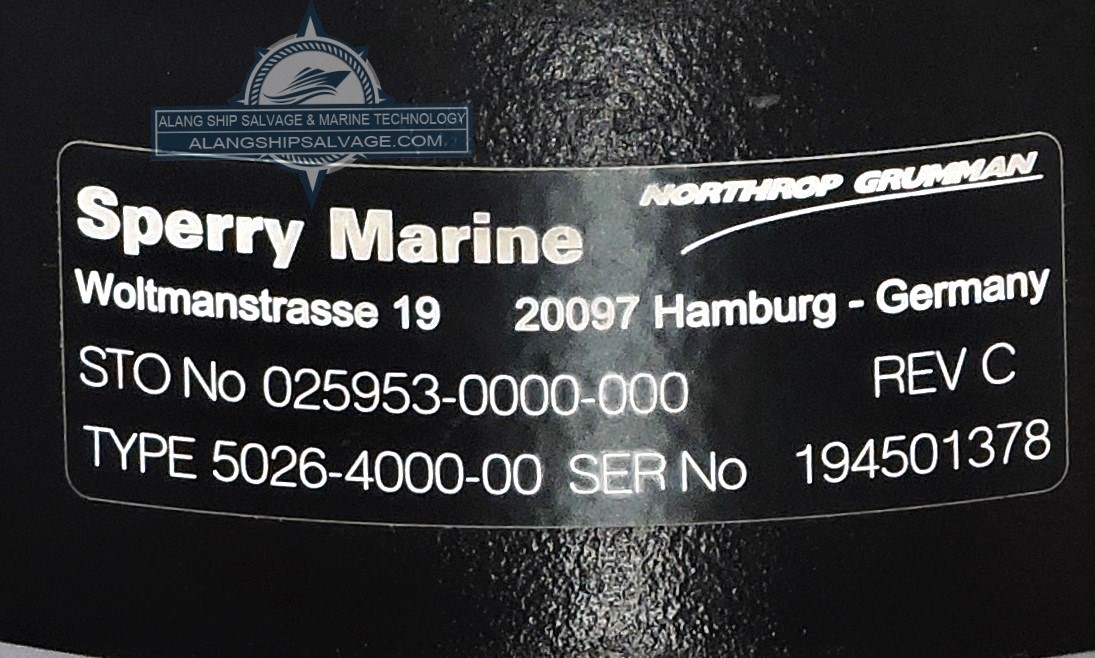 ALANG SHIP SALVAGE & MARINE TECHNOLOGY
ALANGSHIPSALVAGE.COM
NORTHROP GRUMMAN
Sperry Marine
Woltmanstrasse 19 20097 Hamburg - Germany
STO No 025953-0000-000 REV C
TYPE 5026-4000-00 SER No 194501378